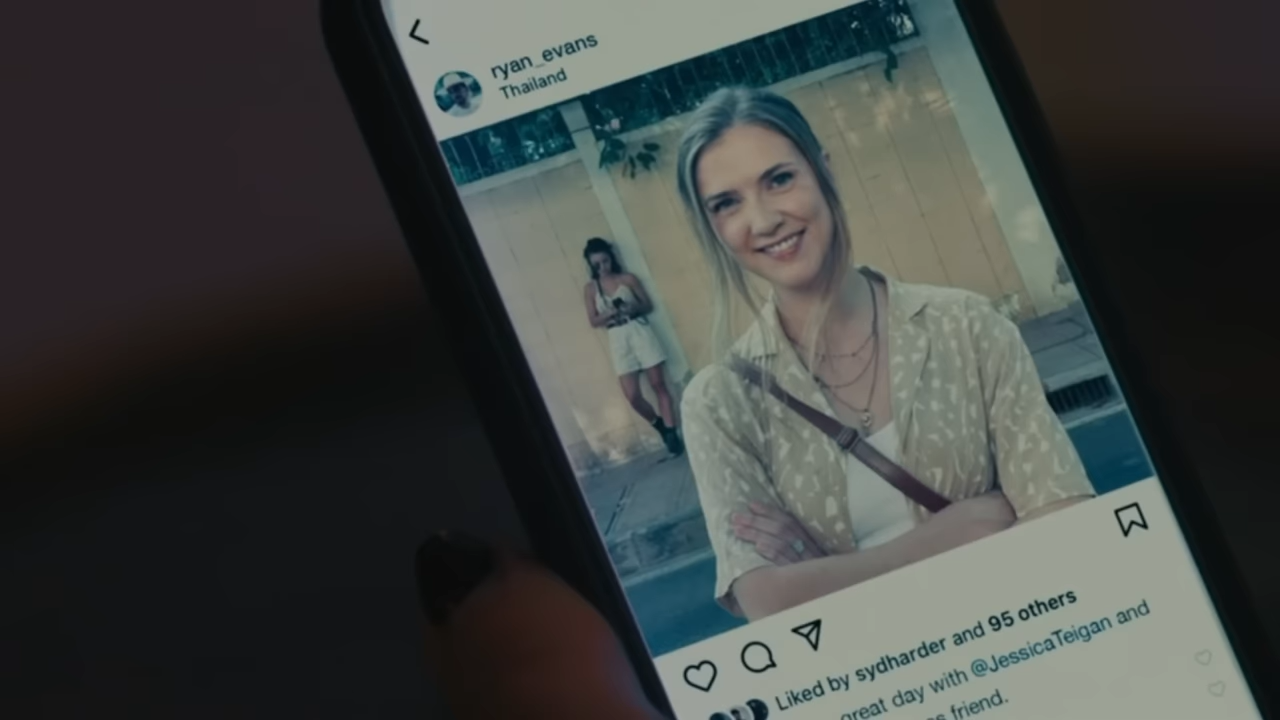 ryan_evans
Thailand
Liked by sydharder and 95 others
great day with @JessicaTeigan and
friend.